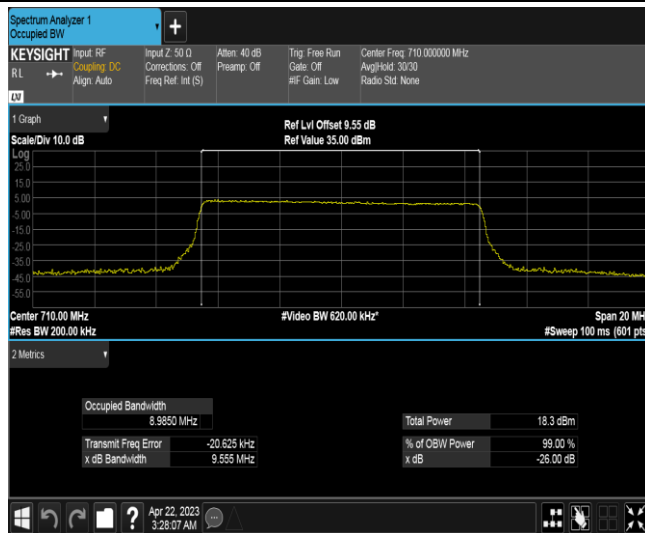 Spectrum Analyzer 1
Occupied BW
+
KEYSIGHT
RL
Input: RF
Coupling: DC
Align: Auto
Input Z: 50 Ω
Corrections: Off
Freq Ref: Int (S)
Atten: 40 dB
Preamp: Off
Trig: Free Run
Gate: Off
#IF Gain: Low
Center Freq: 710.000000 MHz
Avg|Hold: 30/30
Radio Std: None
1 Graph
Scale/Div 10.0 dB
Ref Lvl Offset 9.55 dB
Ref Value 35.00 dBm
Log
25.0
15.0
5.00
-5.00
-15.0
-25.0
-35.0
-45.0
-55.0
Center 710.00 MHz
#Res BW 200.00 kHz
#Video BW 620.00 kHz*
Span 20 MH
#Sweep 100 ms (601 pts
2 Metrics
Occupied Bandwidth
8.9850 MHz
Transmit Freq Error -20.625 kHz
x dB Bandwidth 9.555 MHz
Total Power 18.3 dBm
% of OBW Power 99.00 %
x dB -26.00 dB
?
Apr 22, 2023
3:28:07 AM